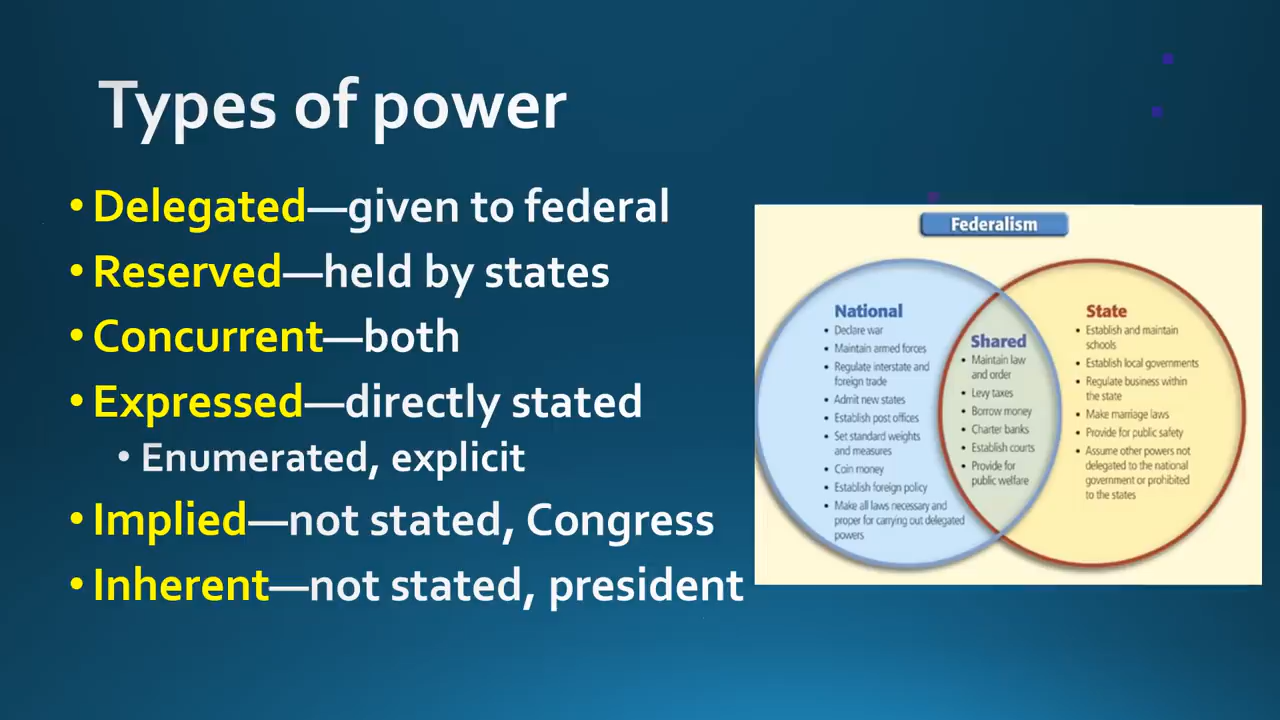 Types of power
• Delegated—given to federal
• Reserved—held by states
• Concurrent—both
• Expressed—directly stated
• Enumerated, explicit
• Implied—not stated, Congress
• Inherent—not stated, president
Federalism
National
• Declare war
• Maintain armed forces
• Regulate interstate and
foreign trade
• Admit new states
• Establish post offices
• Set standard weights
and measures
• Coin money
• Establish foreign policy
• Make all laws necessary and
proper for carrying out delegated
powers
Shared
• Maintain law
and order
• Levy taxes
• Borrow money
• Charter banks
• Establish courts
• Provide for
public welfare
State
• Establish and maintain
schools
• Establish local governments
• Regulate business within
the state
• Make marriage laws
• Provide for public safety
• Assume other powers not
delegated to the national
government or prohibited
to the states